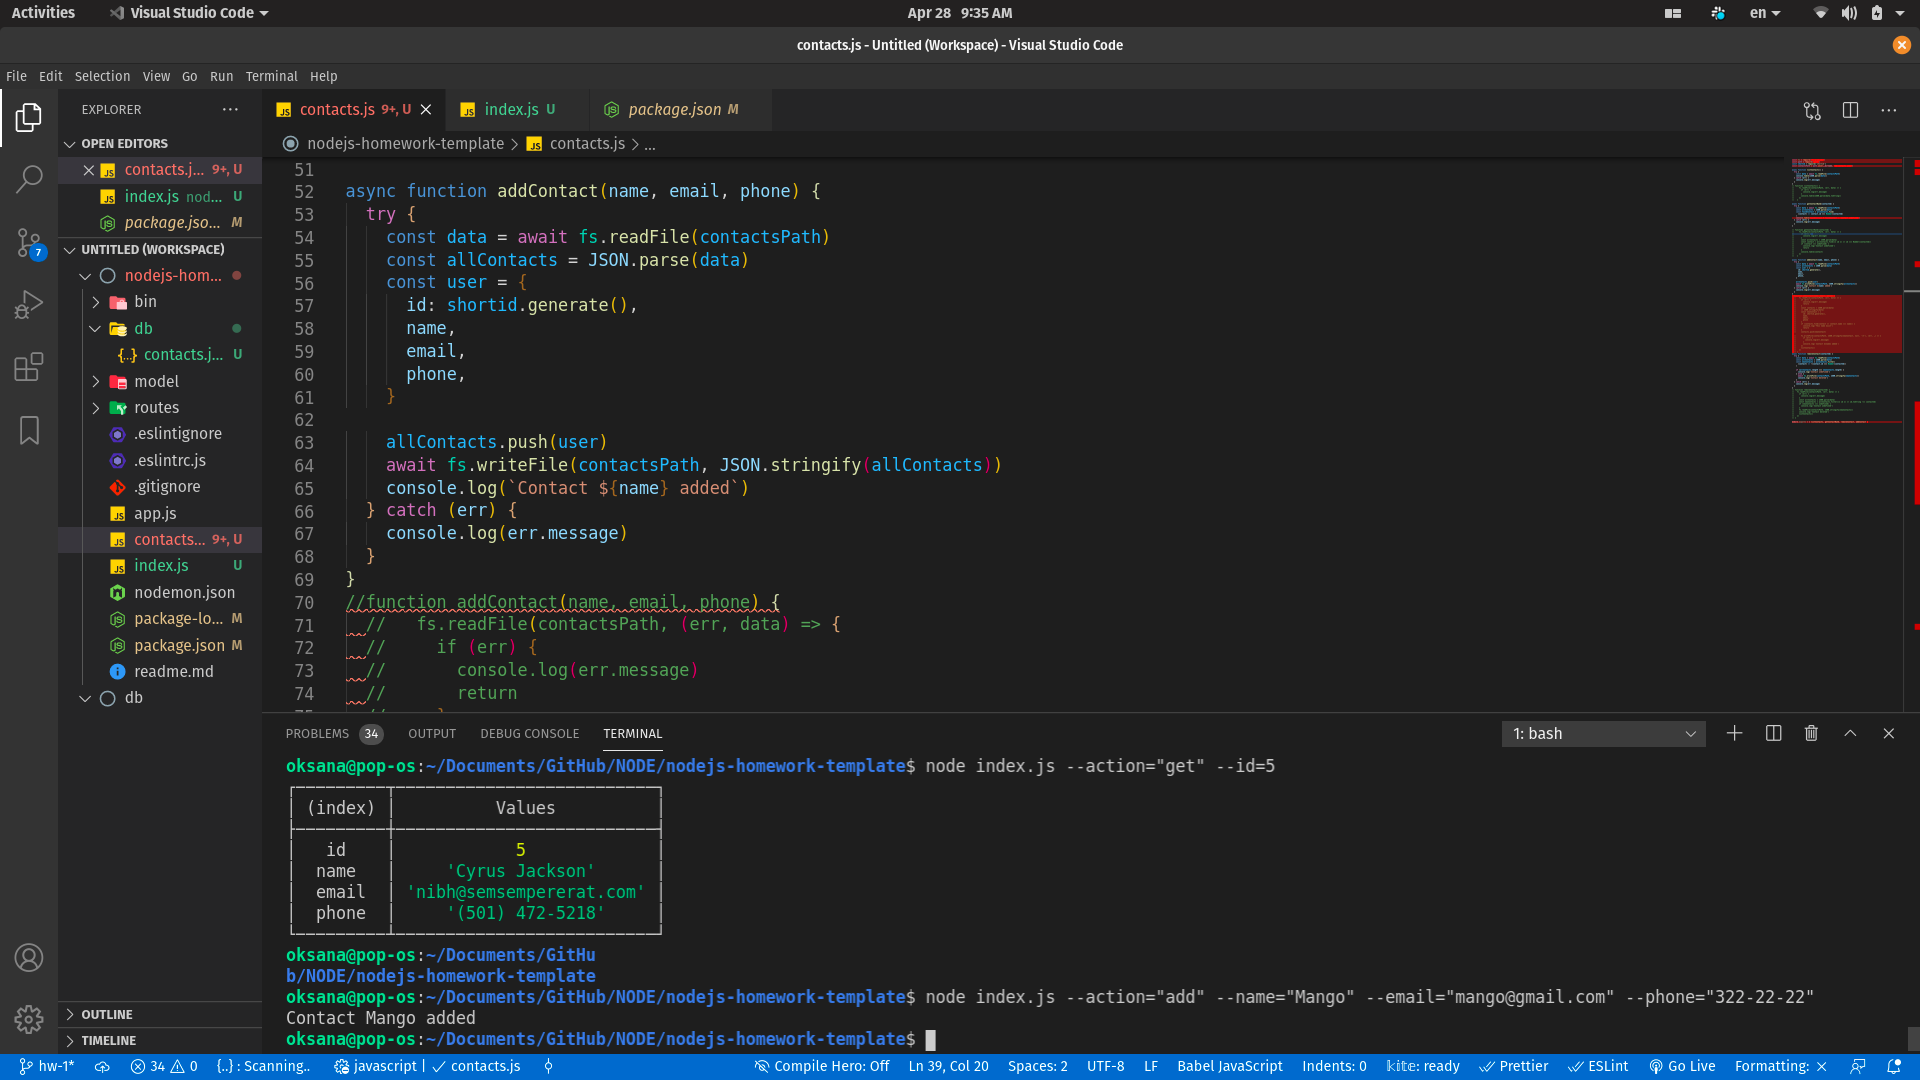 Activities
Visual Studio Code
Apr 28 9:35 AM
en
contacts.js - Untitled (Workspace) - Visual Studio Code
File Edit Selection View Go Run Terminal Help
EXPLORER
contacts.js 9+, U
index.js U
package.json M
OPEN EDITORS
nodejs-homework-template > contacts.js > ...
contacts.j... 9+, U
index.js nod... U
package.jso... M
UNTITLED (WORKSPACE)
nodejs-hom...
bin
db
contacts.j... U
model
routes
.eslintignore
.eslintrc.js
.gitignore
app.js
contacts... 9+, U
index.js U
nodemon.json
package-lo... M
package.json M
readme.md
db
OUTLINE
TIMELINE
7
51
52 async function addContact(name, email, phone) {
53 try {
54 const data = await fs.readFile(contactsPath)
55 const allContacts = JSON.parse(data)
56 const user = {
57 id: shortid.generate(),
58 name,
59 email,
60 phone,
61 }
62
63 allContacts.push(user)
64 await fs.writeFile(contactsPath, JSON.stringify(allContacts))
65 console.log(`Contact ${name} added`)
66 } catch (err) {
67 console.log(err.message)
68 }
69 }
70 //function addContact(name, email, phone) {
71 // fs.readFile(contactsPath, (err, data) => {
72 // if (err) {
73 // console.log(err.message)
74 // return
PROBLEMS 34 OUTPUT DEBUG CONSOLE TERMINAL
1: bash
oksana@pop-os:~/Documents/GitHub/NODE/nodejs-homework-template$ node index.js --action="get" --id=5
(index) Values
id 5
name 'Cyrus Jackson'
email 'nibh@semsempererat.com'
phone '(501) 472-5218'
oksana@pop-os:~/Documents/GitHu
b/NODE/nodejs-homework-template
oksana@pop-os:~/Documents/GitHub/NODE/nodejs-homework-template$ node index.js --action="add" --name="Mango" --email="mango@gmail.com" --phone="322-22-22"
Contact Mango added
oksana@pop-os:~/Documents/GitHub/NODE/nodejs-homework-template$
hw-1* 34 0 {..} : Scanning.. javascript | ✓ contacts.js Compile Hero: Off Ln 39, Col 20 Spaces: 2 UTF-8 LF Babel JavaScript Indents: 0 kite: ready Prettier ESLint Go Live Formatting: ×